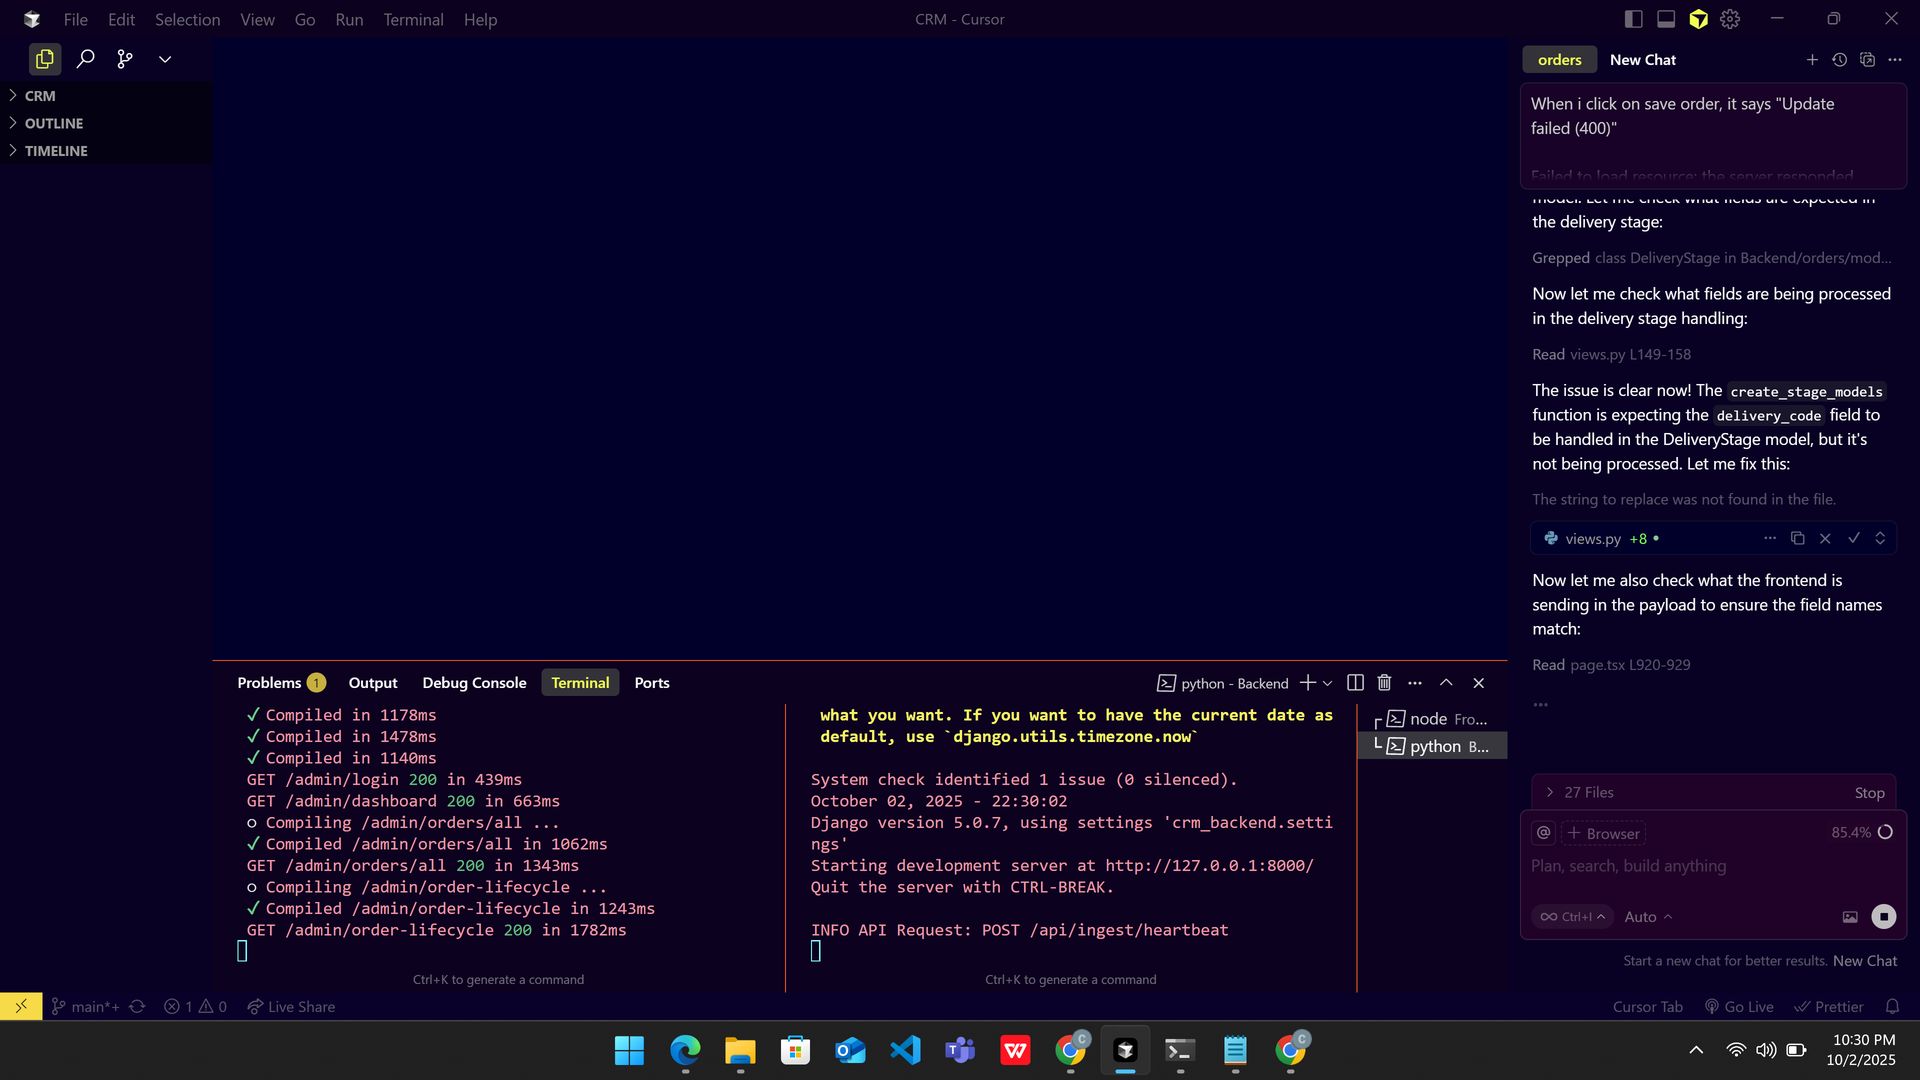 File Edit Selection View Go Run Terminal Help
CRM - Cursor
CRM
OUTLINE
TIMELINE
orders New Chat
When i click on save order, it says "Update
failed (400)"
Failed to load resource: the server responded
model. Let me check what fields are expected in
the delivery stage:
Grepped class DeliveryStage in Backend/orders/mod...
Now let me check what fields are being processed
in the delivery stage handling:
Read views.py L149-158
The issue is clear now! The create_stage_models
function is expecting the delivery_code field to
be handled in the DeliveryStage model, but it's
not being processed. Let me fix this:
The string to replace was not found in the file.
views.py +8
Now let me also check what the frontend is
sending in the payload to ensure the field names
match:
Read page.tsx L920-929
...
27 Files Stop
@ + Browser 85.4%
Plan, search, build anything
∞ Ctrl+I Auto
Start a new chat for better results. New Chat
Problems 1 Output Debug Console Terminal Ports
python - Backend
✓ Compiled in 1178ms
✓ Compiled in 1478ms
✓ Compiled in 1140ms
GET /admin/login 200 in 439ms
GET /admin/dashboard 200 in 663ms
○ Compiling /admin/orders/all ...
✓ Compiled /admin/orders/all in 1062ms
GET /admin/orders/all 200 in 1343ms
○ Compiling /admin/order-lifecycle ...
✓ Compiled /admin/order-lifecycle in 1243ms
GET /admin/order-lifecycle 200 in 1782ms
Ctrl+K to generate a command
what you want. If you want to have the current date as
default, use `django.utils.timezone.now`
System check identified 1 issue (0 silenced).
October 02, 2025 - 22:30:02
Django version 5.0.7, using settings 'crm_backend.setti
ngs'
Starting development server at http://127.0.0.1:8000/
Quit the server with CTRL-BREAK.
INFO API Request: POST /api/ingest/heartbeat
Ctrl+K to generate a command
node Fro...
python B...
main*+ 1 0 Live Share
Cursor Tab Go Live Prettier
10:30 PM
10/2/2025